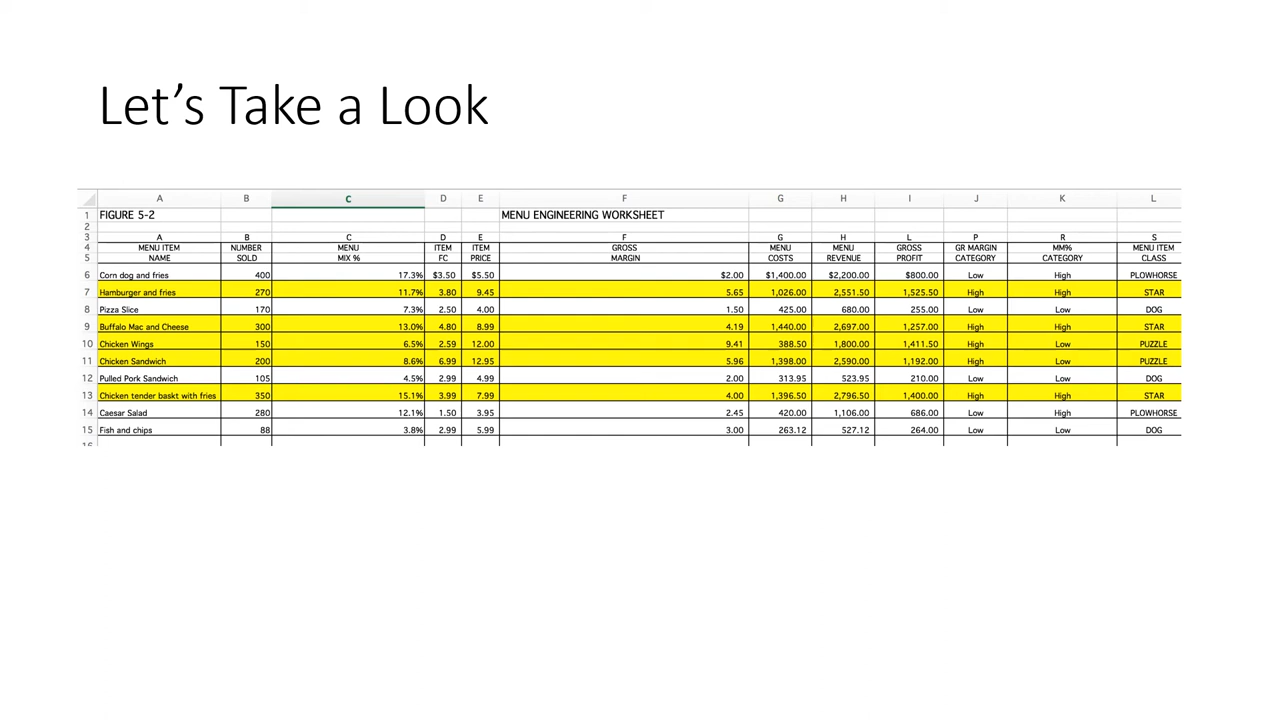 Let's Take a Look
A B C D E F G H I J K L
1 FIGURE 5-2 MENU ENGINEERING WORKSHEET
2
3 A B C D E F G H L P R S
4 MENU ITEM NUMBER MENU ITEM ITEM GROSS MENU MENU GROSS GR MARGIN MM% MENU ITEM
5 NAME SOLD MIX % FC PRICE MARGIN COSTS REVENUE PROFIT CATEGORY CATEGORY CLASS
6 Corn dog and fries 400 17.3% $3.50 $5.50 $2.00 $1,400.00 $2,200.00 $800.00 Low High PLOWHORSE
7 Hamburger and fries 270 11.7% 3.80 9.45 5.65 1,026.00 2,551.50 1,525.50 High High STAR
8 Pizza Slice 170 7.3% 2.50 4.00 1.50 425.00 680.00 255.00 Low Low DOG
9 Buffalo Mac and Cheese 300 13.0% 4.80 8.99 4.19 1,440.00 2,697.00 1,257.00 High High STAR
10 Chicken Wings 150 6.5% 2.59 12.00 9.41 388.50 1,800.00 1,411.50 High Low PUZZLE
11 Chicken Sandwich 200 8.6% 6.99 12.95 5.96 1,398.00 2,590.00 1,192.00 High Low PUZZLE
12 Pulled Pork Sandwich 105 4.5% 2.99 4.99 2.00 313.95 523.95 210.00 Low Low DOG
13 Chicken tender baskt with fries 350 15.1% 3.99 7.99 4.00 1,396.50 2,796.50 1,400.00 High High STAR
14 Caesar Salad 280 12.1% 1.50 3.95 2.45 420.00 1,106.00 686.00 Low High PLOWHORSE
15 Fish and chips 88 3.8% 2.99 5.99 3.00 263.12 527.12 264.00 Low Low DOG